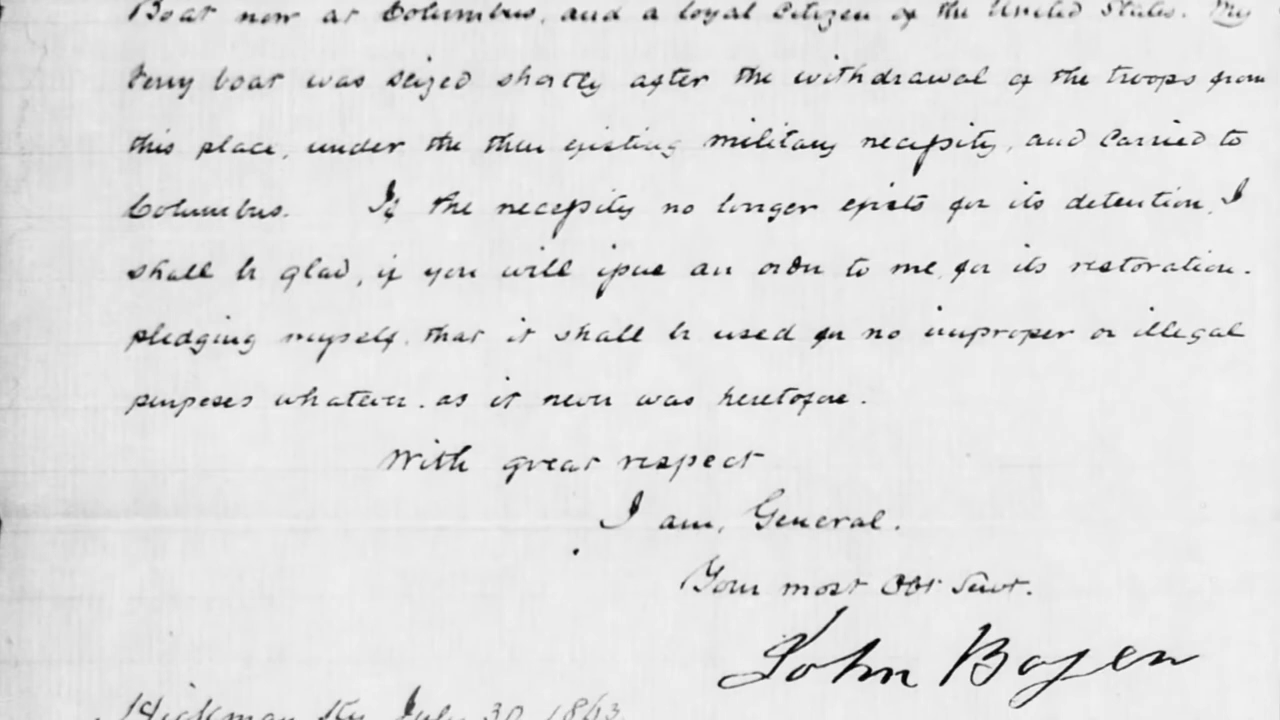 Boat now at Columbus, and a loyal Citizen of the United States. My
Ferry boat was seized shortly after the withdrawal of the troops from
this place, under the then existing military necessity, and carried to
Columbus. If the necessity no longer exists for its detention, I
shall be glad, if you will issue an order to me for its restoration.
pledging myself, that it shall be used for no improper or illegal
purposes whatever. as it never was heretofore.
With great respect
I am, General.
Your most Obt Servt.
John
Hickman Ky July 30 1863.